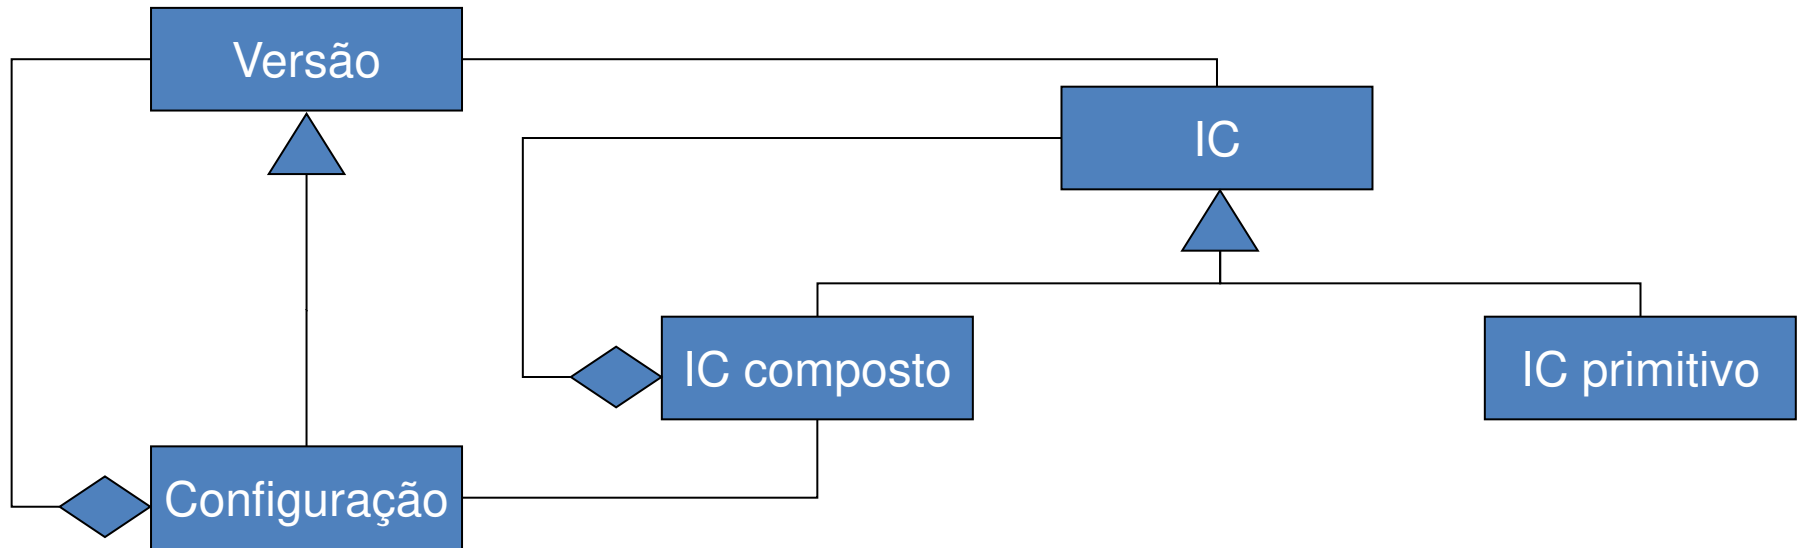 Versão
IC
IC composto
IC primitivo
Configuração